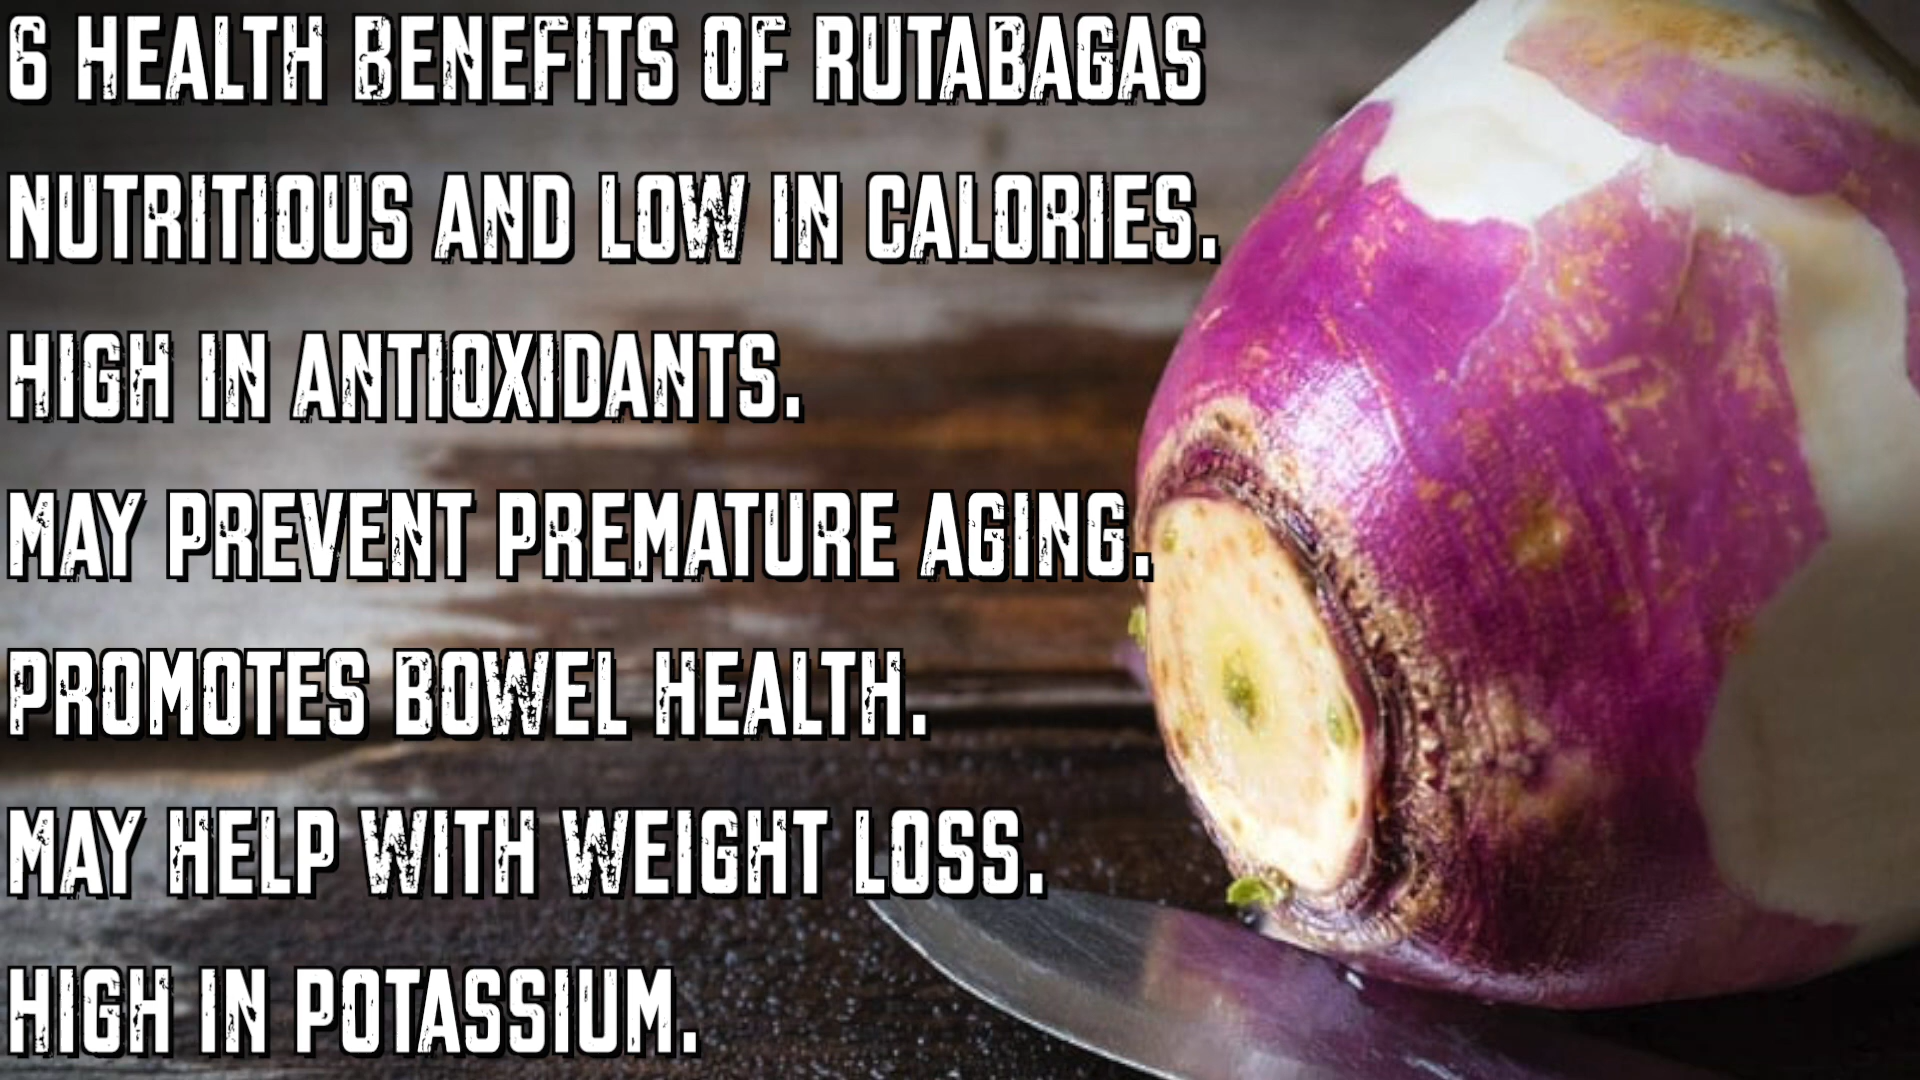 6 HEALTH BENEFITS OF RUTABAGAS
NUTRITIOUS AND LOW IN CALORIES.
HIGH IN ANTIOXIDANTS.
MAY PREVENT PREMATURE AGING.
PROMOTES BOWEL HEALTH.
MAY HELP WITH WEIGHT LOSS.
HIGH IN POTASSIUM.